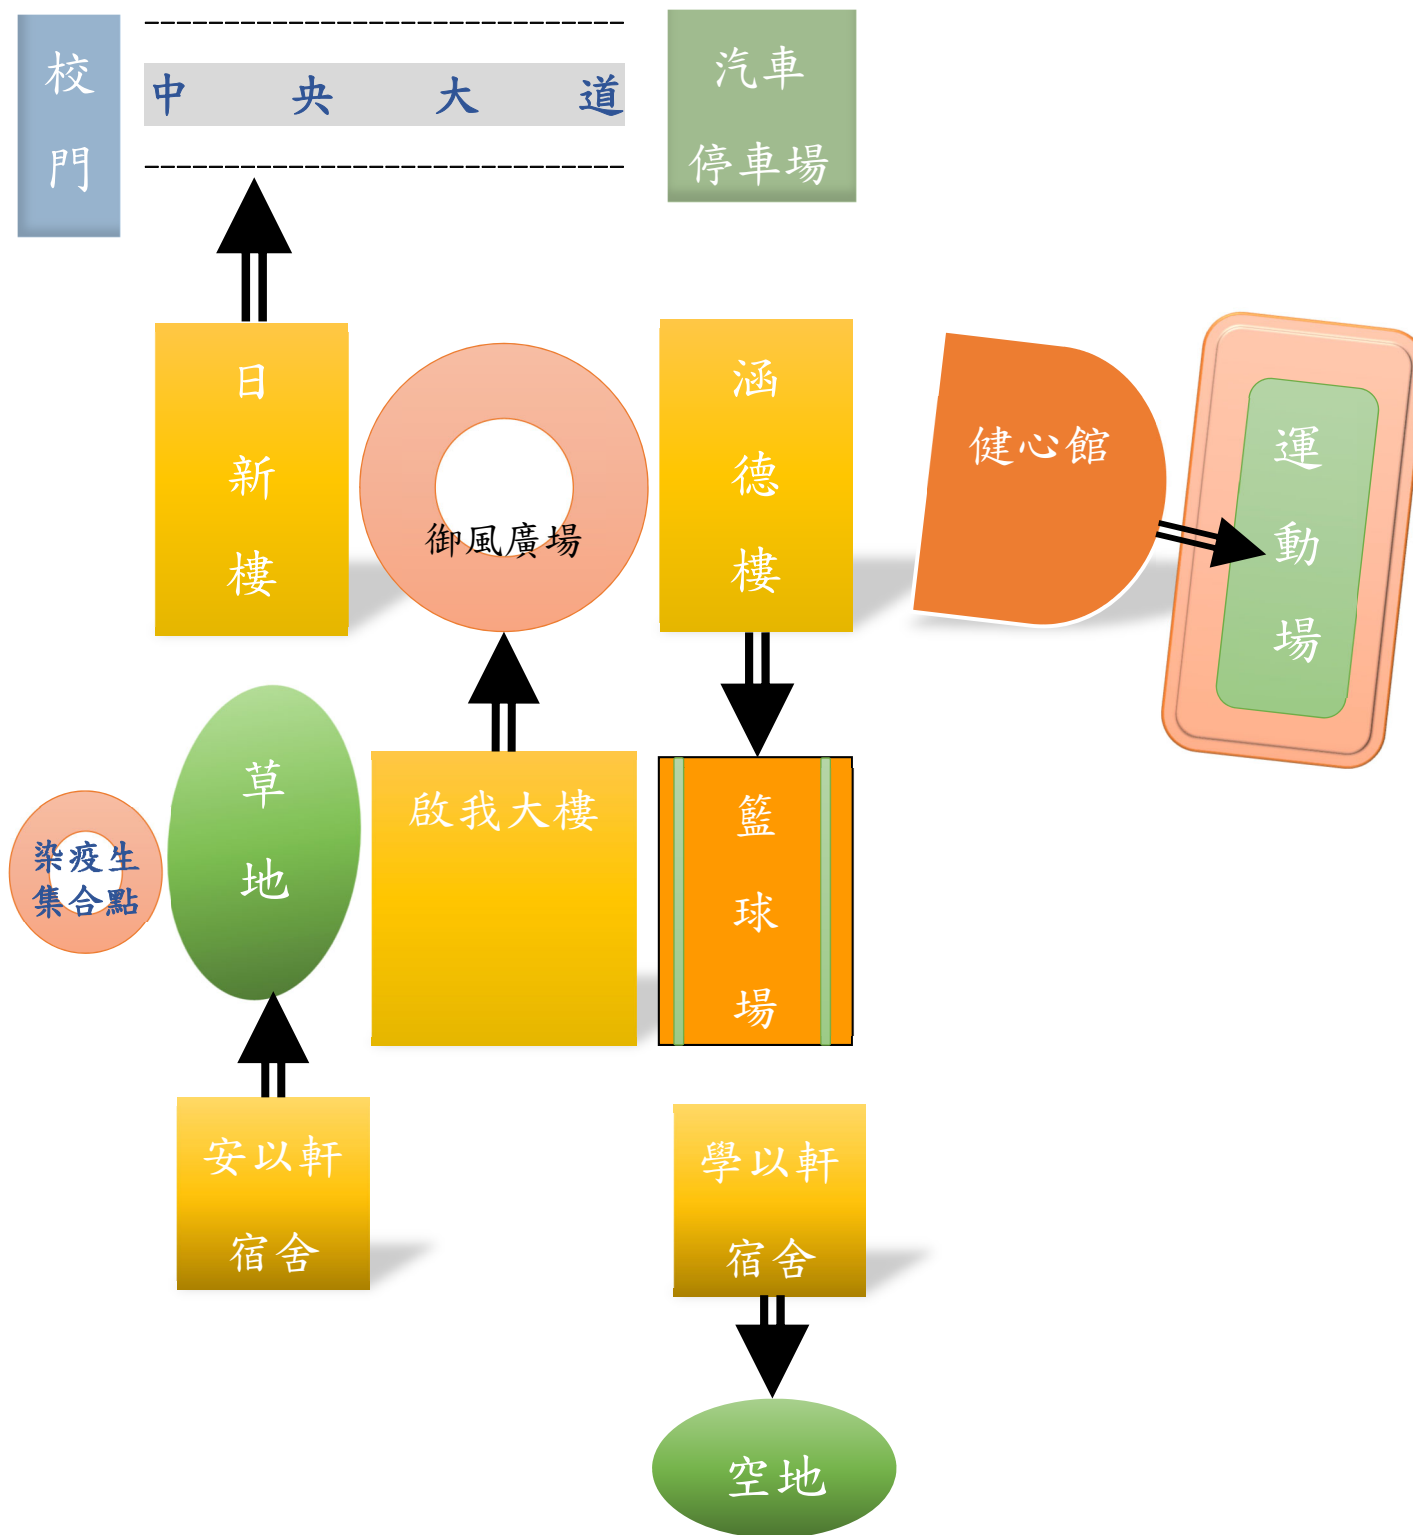 校門
中央大道
汽車
停車場
日新樓
御風廣場
涵德樓
健心館
運動場
草地
啟我大樓
籃球場
染疫生
集合點
安以軒
宿舍
學以軒
宿舍
空地